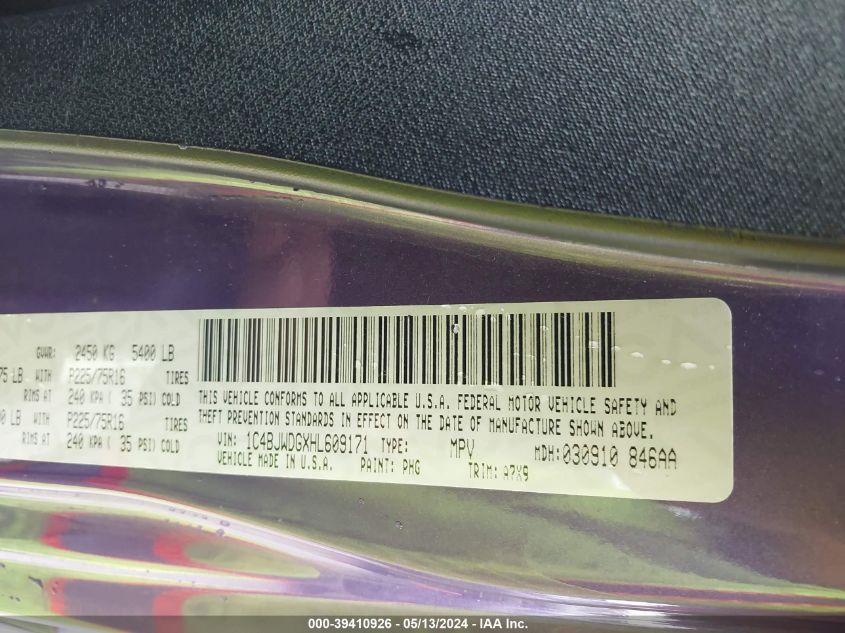 GVWR: 2450 KG 5400 LB
75 LB WITH P225/75R16 TIRES
RIMS AT 240 KPA ( 35 PSI) COLD
0 LB WITH P225/75R16 TIRES
RIMS AT 240 KPA ( 35 PSI) COLD
THIS VEHICLE CONFORMS TO ALL APPLICABLE U.S.A. FEDERAL MOTOR VEHICLE SAFETY AND
THEFT PREVENTION STANDARDS IN EFFECT ON THE DATE OF MANUFACTURE SHOWN ABOVE.
VIN: 1C4BJWDGXHL609171 TYPE: MPV MDH: 030910 846AA
VEHICLE MADE IN U.S.A. PAINT: PHG TRIM: A7X9
000-39410926 - 05/13/2024 - IAA Inc.